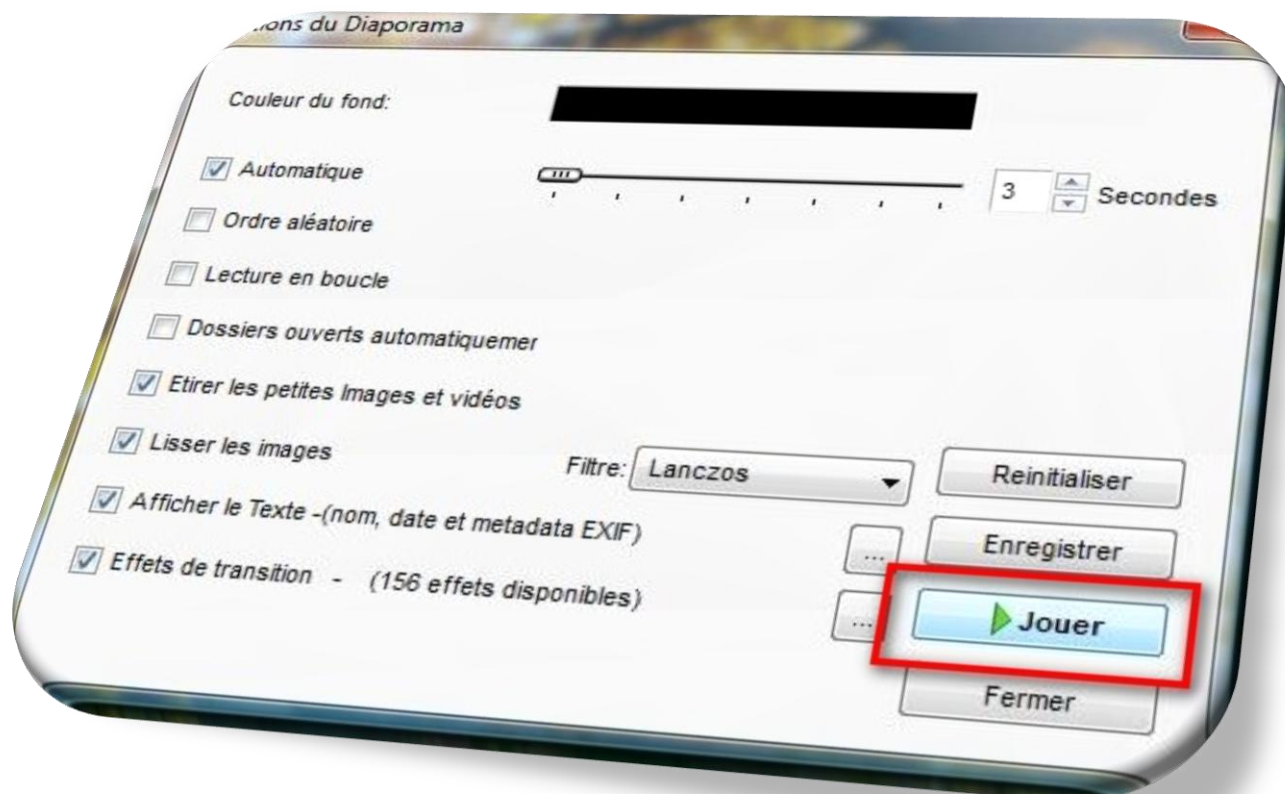 ons du Diaporama
Couleur du fond:
Automatique
3 Secondes
Ordre aléatoire
Lecture en boucle
Dossiers ouverts automatiquemer
Etirer les petites Images et vidéos
Lisser les images
Filtre: Lanczos
Reinitialiser
Afficher le Texte -(nom, date et metadata EXIF)
...
Enregistrer
Effets de transition - (156 effets disponibles)
...
Jouer
Fermer